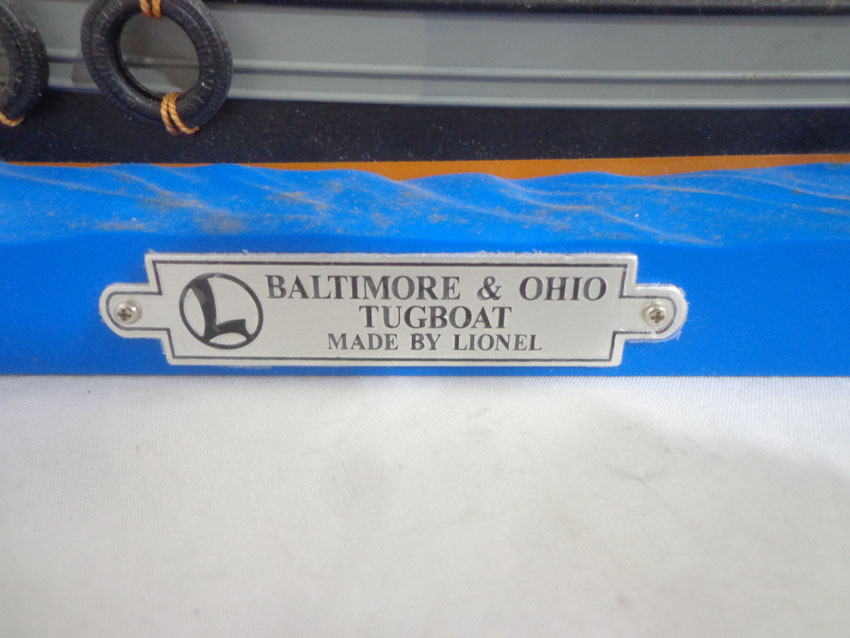 L
BALTIMORE & OHIO
TUGBOAT
MADE BY LIONEL